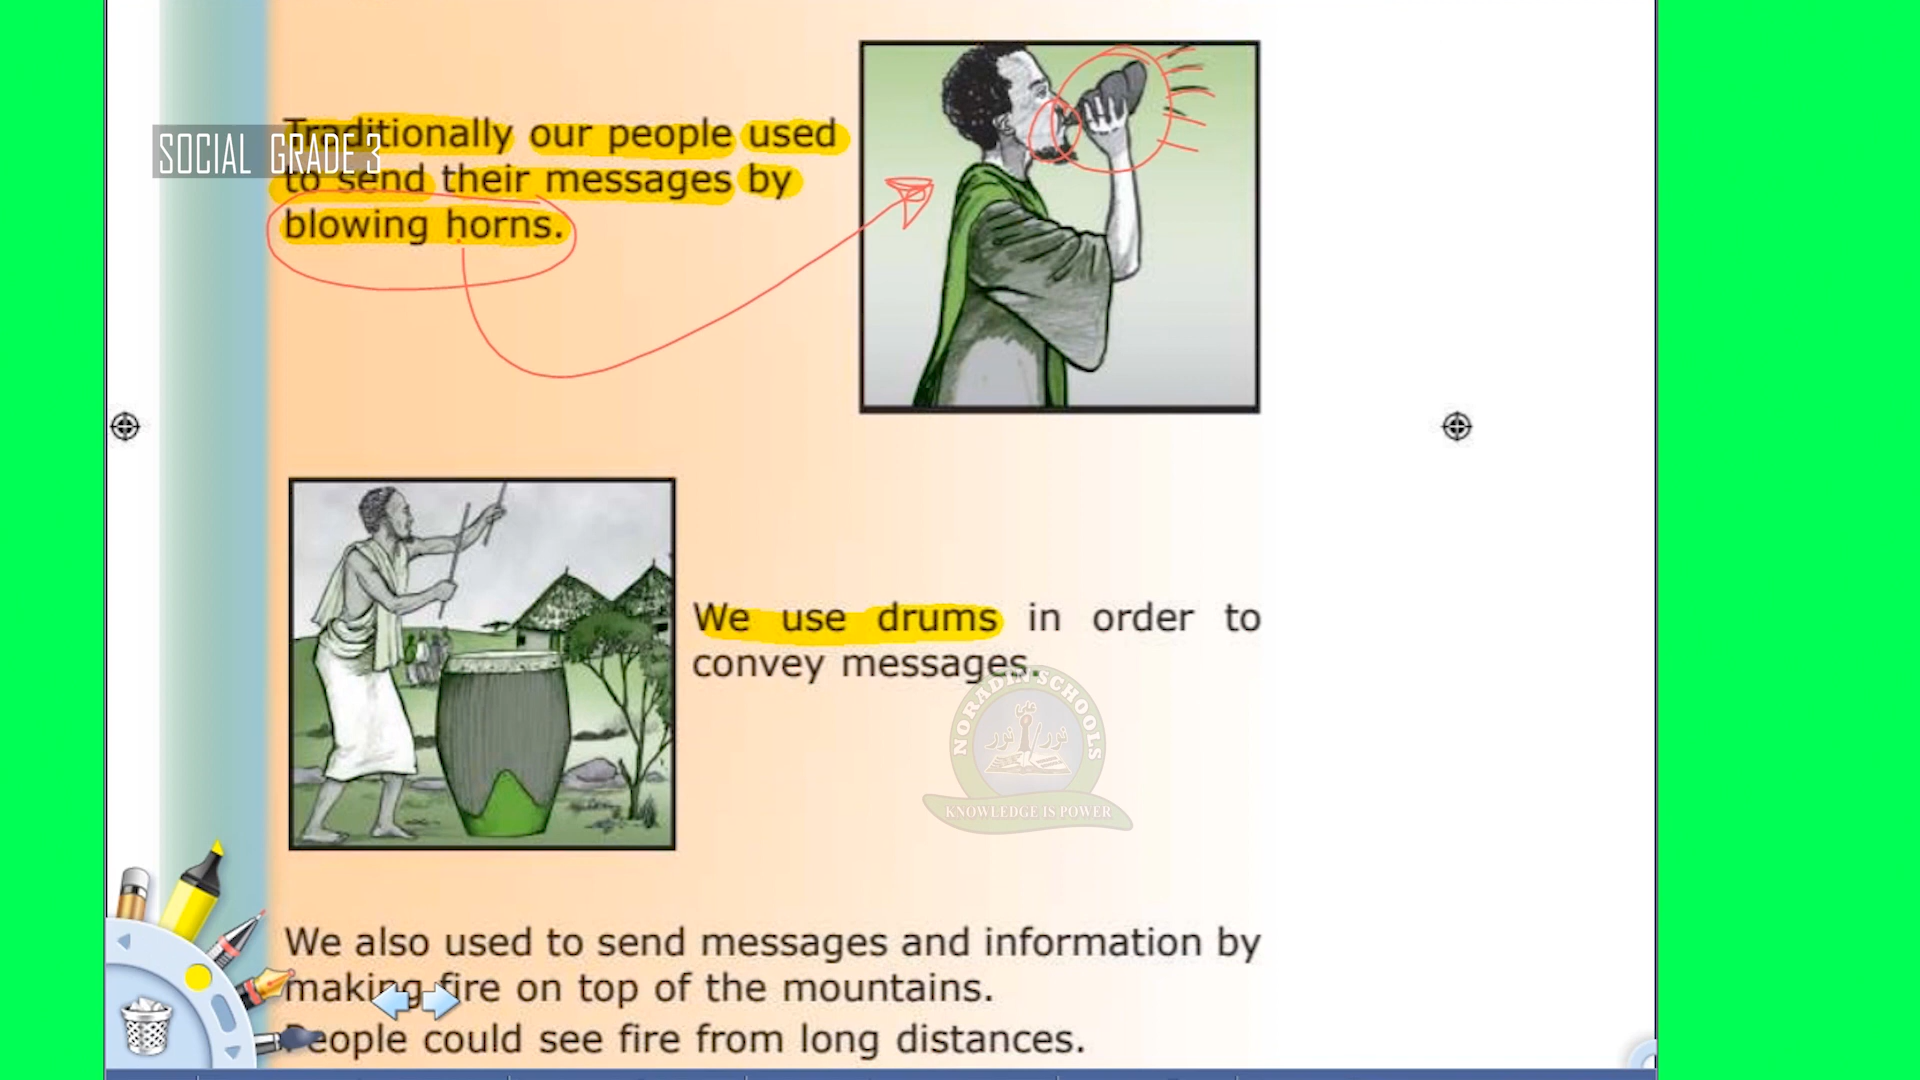 SOCIAL GRADE 3
Traditionally our people used
to send their messages by
blowing horns.
We use drums in order to
convey messages.
NORADIN SCHOOLS
KNOWLEDGE IS POWER
We also used to send messages and information by
making fire on top of the mountains.
People could see fire from long distances.